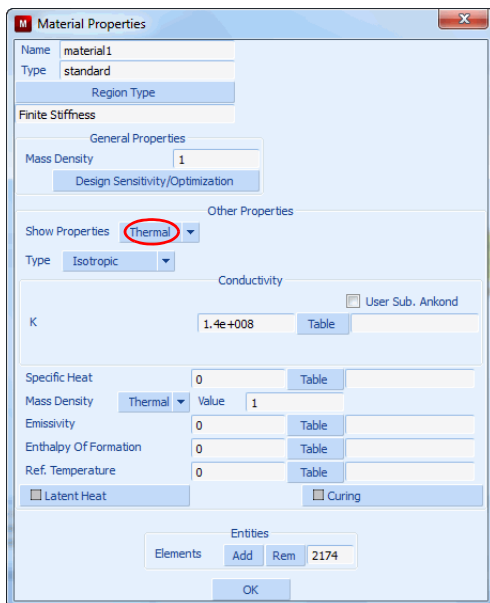 M Material Properties x
Name material1
Type standard
Region Type
Finite Stiffness
General Properties
Mass Density 1
Design Sensitivity/Optimization
Other Properties
Show Properties Thermal
Type Isotropic
Conductivity
User Sub. Ankond
K 1.4e+008 Table
Specific Heat 0 Table
Mass Density Thermal Value 1
Emissivity 0 Table
Enthalpy Of Formation 0 Table
Ref. Temperature 0 Table
Latent Heat Curing
Entities
Elements Add Rem 2174
OK